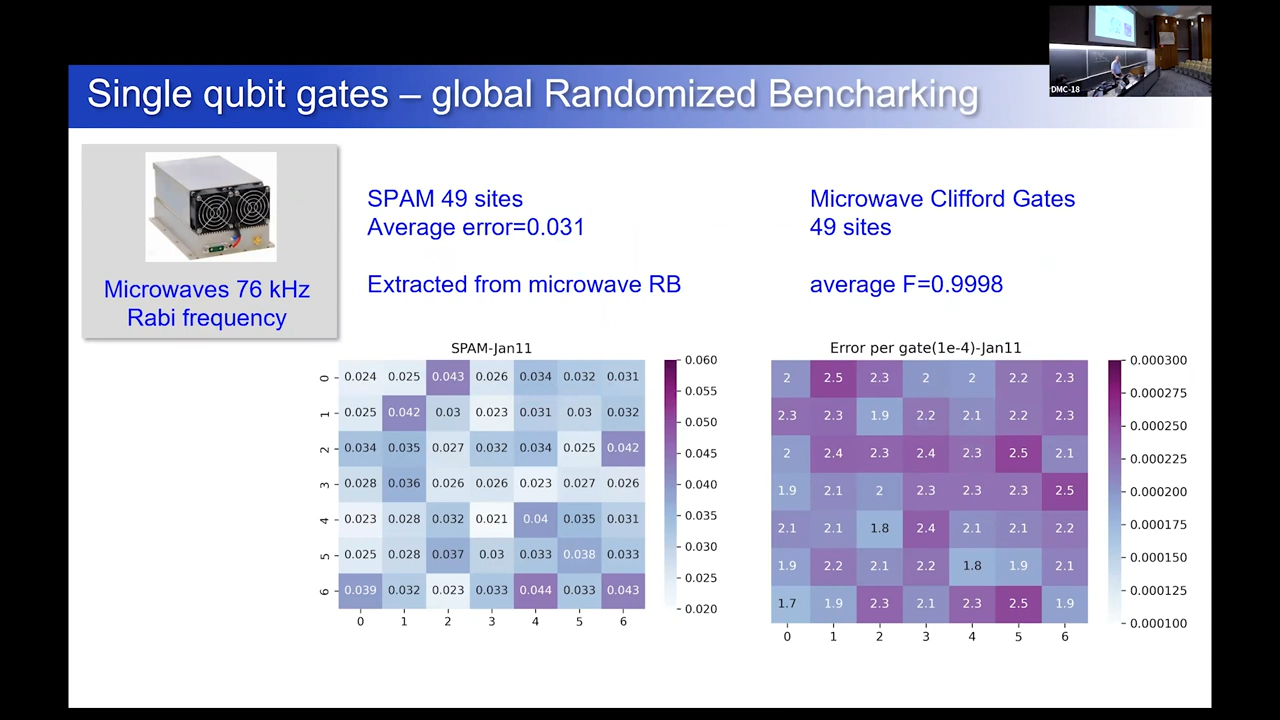 Single qubit gates – global Randomized Bencharking
DMC-18
Microwaves 76 kHz
Rabi frequency
SPAM 49 sites
Average error=0.031
Extracted from microwave RB
Microwave Clifford Gates
49 sites
average F=0.9998
SPAM-Jan11
0 0.024 0.025 0.043 0.026 0.034 0.032 0.031
1 0.025 0.042 0.03 0.023 0.031 0.03 0.032
2 0.034 0.035 0.027 0.032 0.034 0.025 0.042
3 0.028 0.036 0.026 0.026 0.023 0.027 0.026
4 0.023 0.028 0.032 0.021 0.04 0.035 0.031
5 0.025 0.028 0.037 0.03 0.033 0.038 0.033
6 0.039 0.032 0.023 0.033 0.044 0.033 0.043
0 1 2 3 4 5 6
0.060
0.055
0.050
0.045
0.040
0.035
0.030
0.025
0.020
Error per gate(1e-4)-Jan11
2 2.5 2.3 2 2 2.2 2.3
2.3 2.3 1.9 2.2 2.1 2.2 2.3
2 2.4 2.3 2.4 2.3 2.5 2.1
1.9 2.1 2 2.3 2.3 2.3 2.5
2.1 2.1 1.8 2.4 2.1 2.1 2.2
1.9 2.2 2.1 2.2 1.8 1.9 2.1
1.7 1.9 2.3 2.1 2.3 2.5 1.9
0 1 2 3 4 5 6
0.000300
0.000275
0.000250
0.000225
0.000200
0.000175
0.000150
0.000125
0.000100